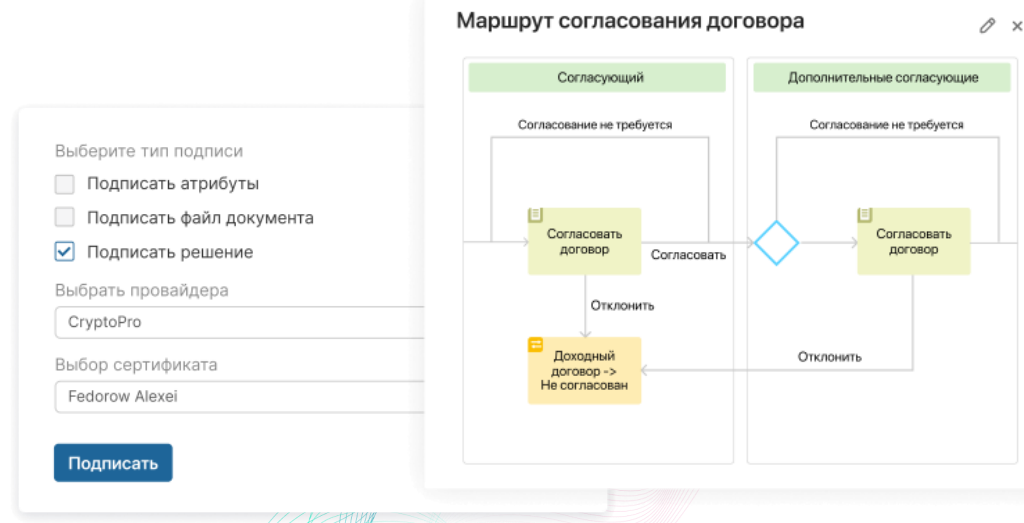 Маршрут согласования договора
Согласующий
Дополнительные согласующие
Согласование не требуется
Согласование не требуется
Согласовать
договор
Согласовать
Согласовать
договор
Отклонить
Доходный
договор ->
Не согласован
Отклонить
Выберите тип подписи
Подписать атрибуты
Подписать файл документа
Подписать решение
Выбрать провайдера
CryptoPro
Выбор сертификата
Fedorow Alexei
Подписать